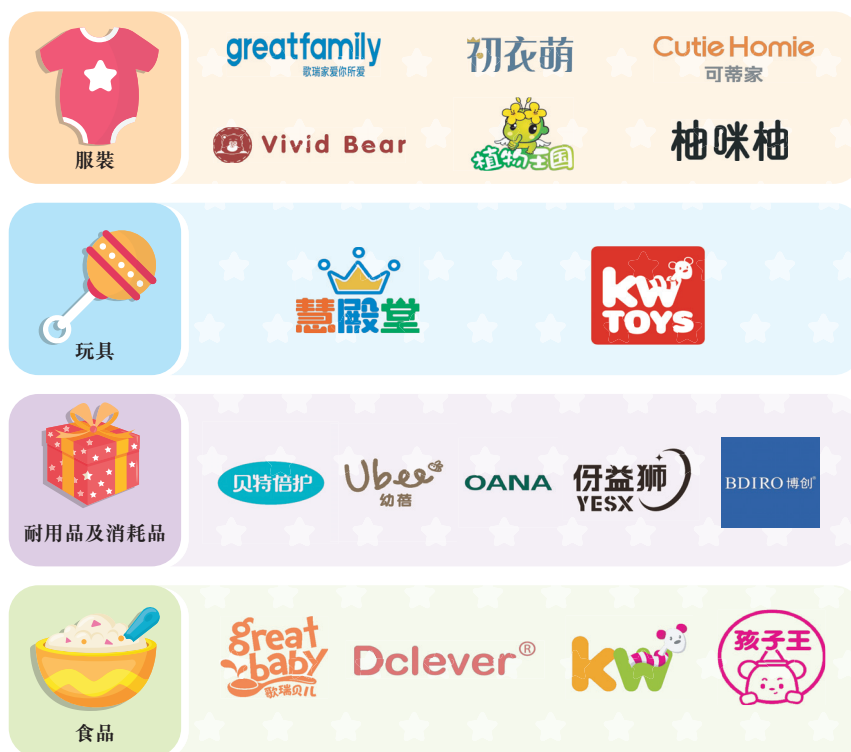 服裝
greatfamily
歌瑞家爱你所爱
初衣萌
Cutie Homie
可蒂家
Vivid Bear
植物王国
柚咪柚
玩具
慧殿堂
kw
TOYS
耐用品及消耗品
贝特倍护
Ubee
幼蓓
OANA
伢益狮
YESX
BDIRO 博创®
食品
great
baby
歌瑞贝儿
Dclever®
kw
孩子王